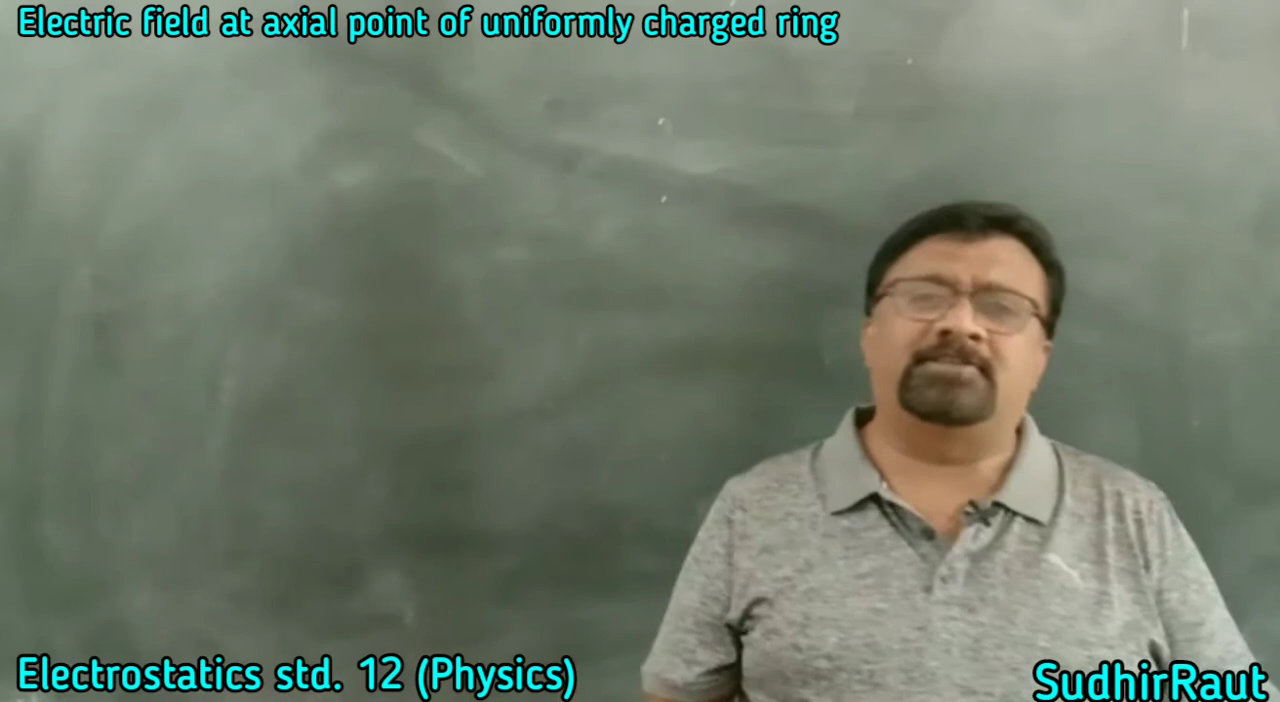 Electric field at axial point of uniformly charged ring
Electrostatics std. 12 (Physics)
SudhirRaut